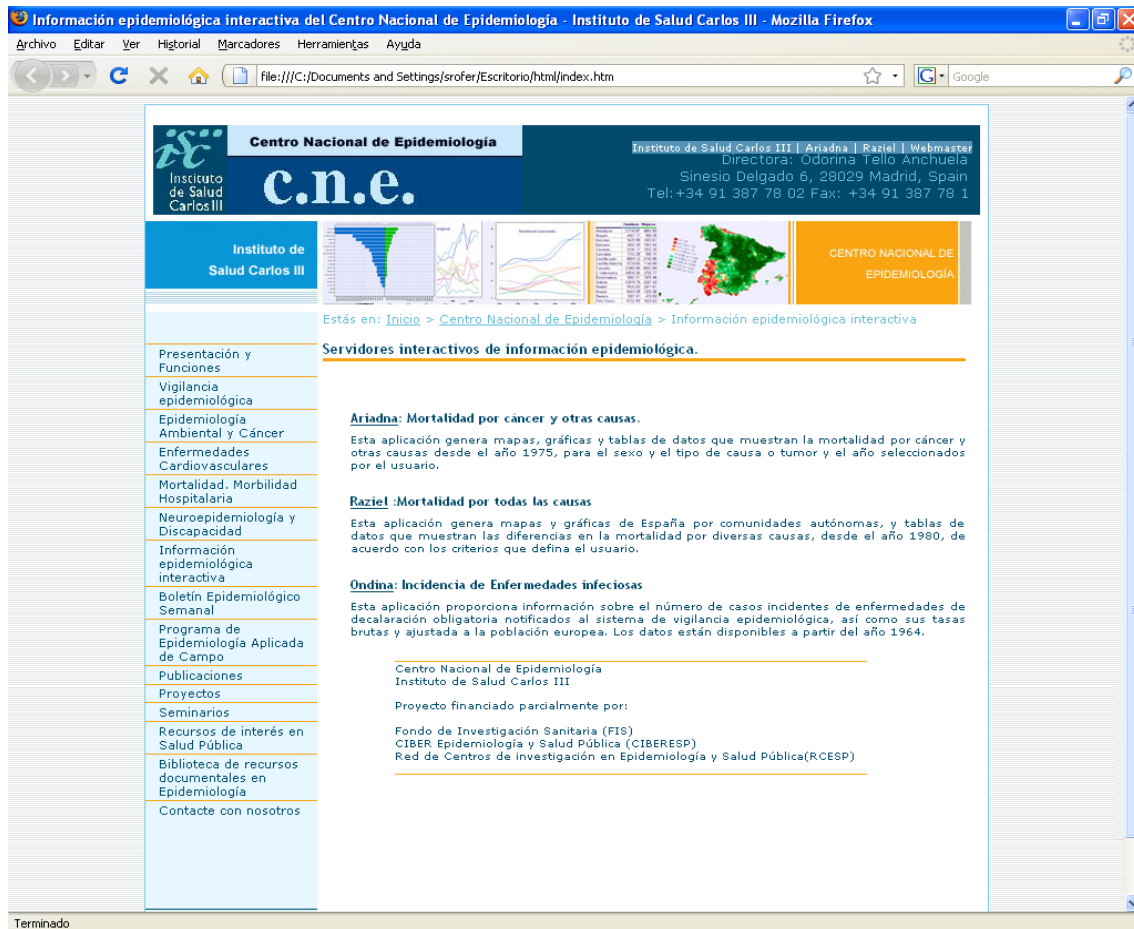 Información epidemiológica interactiva del Centro Nacional de Epidemiología - Instituto de Salud Carlos III - Mozilla Firefox
Archivo Editar Ver Historial Marcadores Herramientas Ayuda
file:///C:/Documents and Settings/srofer/Escritorio/html/index.htm
Google
isc
Instituto
de Salud
Carlos III
Centro Nacional de Epidemiología
c.n.e.
Instituto de Salud Carlos III | Ariadna | Raziel | Webmaster
Directora: Odorina Tello Anchuela
Sinesio Delgado 6, 28029 Madrid, Spain
Tel:+34 91 387 78 02 Fax: +34 91 387 78 1
Instituto de
Salud Carlos III
CENTRO NACIONAL DE
EPIDEMIOLOGÍA
Estás en: Inicio > Centro Nacional de Epidemiología > Información epidemiológica interactiva
Presentación y
Funciones
Vigilancia
epidemiológica
Epidemiología
Ambiental y Cáncer
Enfermedades
Cardiovasculares
Mortalidad. Morbilidad
Hospitalaria
Neuroepidemiología y
Discapacidad
Información
epidemiológica
interactiva
Boletín Epidemiológico
Semanal
Programa de
Epidemiología Aplicada
de Campo
Publicaciones
Proyectos
Seminarios
Recursos de interés en
Salud Pública
Biblioteca de recursos
documentales en
Epidemiología
Contacte con nosotros
Servidores interactivos de información epidemiológica.
Ariadna: Mortalidad por cáncer y otras causas.
Esta aplicación genera mapas, gráficas y tablas de datos que muestran la mortalidad por cáncer y
otras causas desde el año 1975, para el sexo y el tipo de causa o tumor y el año seleccionados
por el usuario.
Raziel :Mortalidad por todas las causas
Esta aplicación genera mapas y gráficas de España por comunidades autónomas, y tablas de
datos que muestran las diferencias en la mortalidad por diversas causas, desde el año 1980, de
acuerdo con los criterios que defina el usuario.
Ondina: Incidencia de Enfermedades infeciosas
Esta aplicación proporciona información sobre el número de casos incidentes de enfermedades de
decalaración obligatoria notificados al sistema de vigilancia epidemiológica, así como sus tasas
brutas y ajustada a la población europea. Los datos están disponibles a partir del año 1964.
Centro Nacional de Epidemiología
Instituto de Salud Carlos III
Proyecto financiado parcialmente por:
Fondo de Investigación Sanitaria (FIS)
CIBER Epidemiología y Salud Pública (CIBERESP)
Red de Centros de investigación en Epidemiología y Salud Pública(RCESP)
Terminado